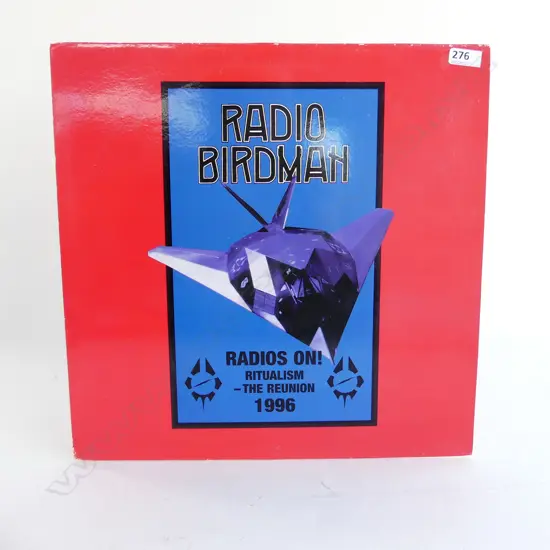 276
RADIO
BIRDMAN
RADIOS ON!
RITUALISM
–THE REUNION
1996